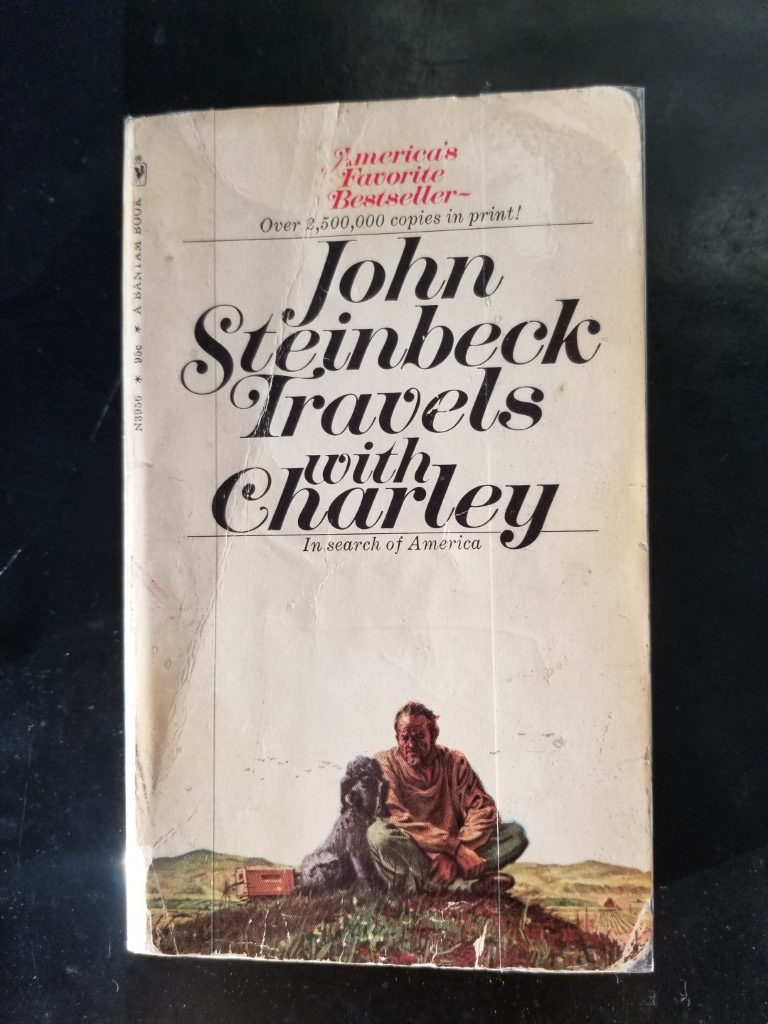 America's
Favorite
Bestseller~
Over 2,500,000 copies in print!
John
Steinbeck
Travels
with
Charley
In search of America
N3956 * 95c * A BANTAM BOOK